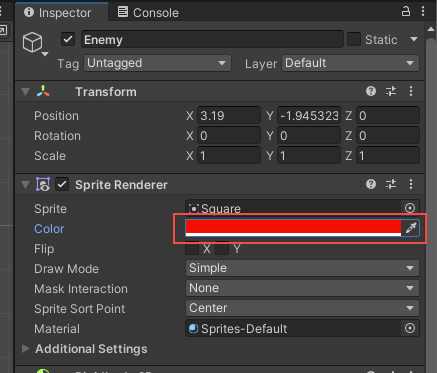 Inspector Console
Enemy Static
Tag Untagged Layer Default
Transform
Position X 3.19 Y -1.945323 Z 0
Rotation X 0 Y 0 Z 0
Scale X 1 Y 1 Z 1
Sprite Renderer
Sprite Square
Color
Flip X Y
Draw Mode Simple
Mask Interaction None
Sprite Sort Point Center
Material Sprites-Default
Additional Settings